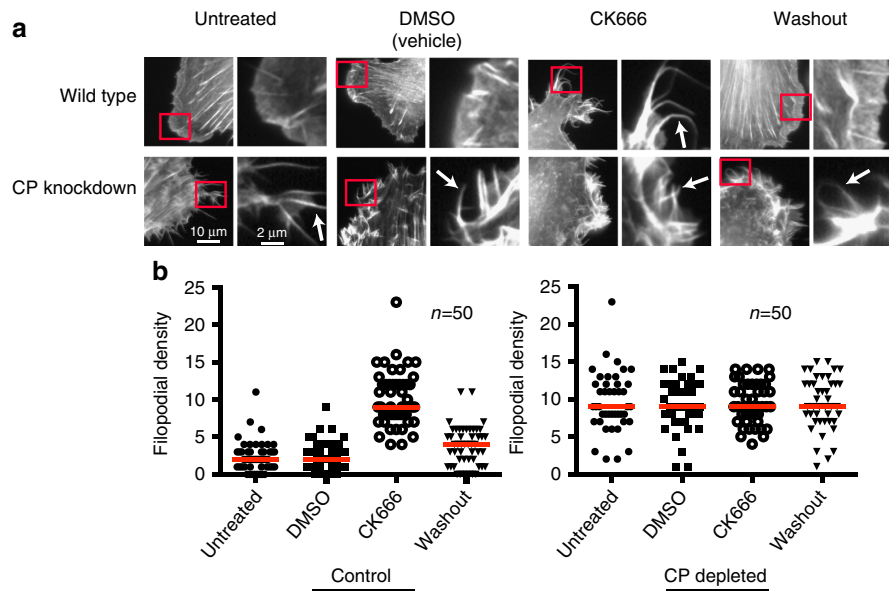 a
Untreated
DMSO
(vehicle)
CK666
Washout
Wild type
CP knockdown
10 μm
2 μm
b
Filopodial density
25
20
15
10
5
0
n=50
Untreated
DMSO
CK666
Washout
Control
Filopodial density
25
20
15
10
5
0
n=50
Untreated
DMSO
CK666
Washout
CP depleted